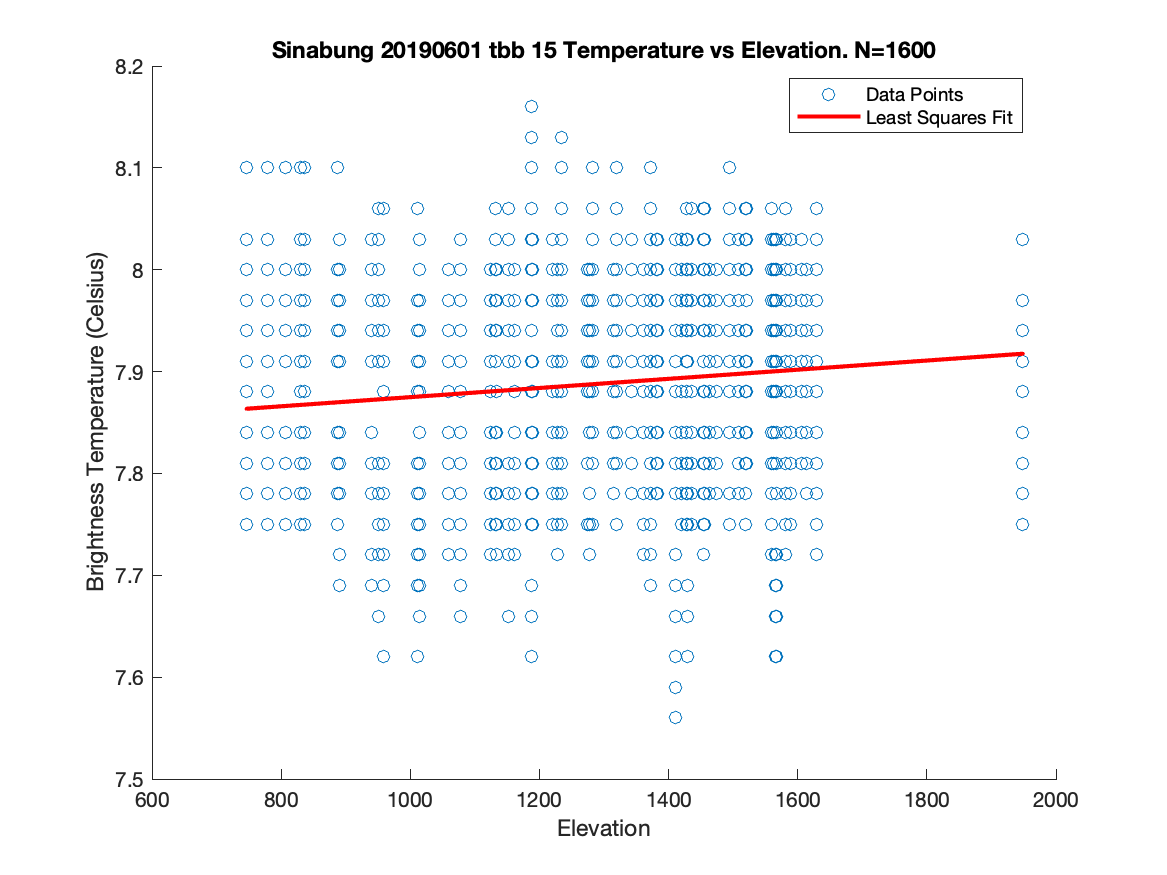 Sinabung 20190601 tbb 15 Temperature vs Elevation. N=1600
Data Points
Least Squares Fit
8.2
8.1
8
7.9
7.8
7.7
7.6
7.5
Brightness Temperature (Celsius)
600 800 1000 1200 1400 1600 1800 2000
Elevation